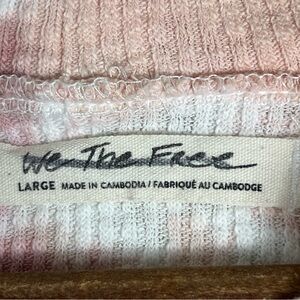 We The Free
LARGE MADE IN CAMBODIA / FABRIQUÉ AU CAMBODGE